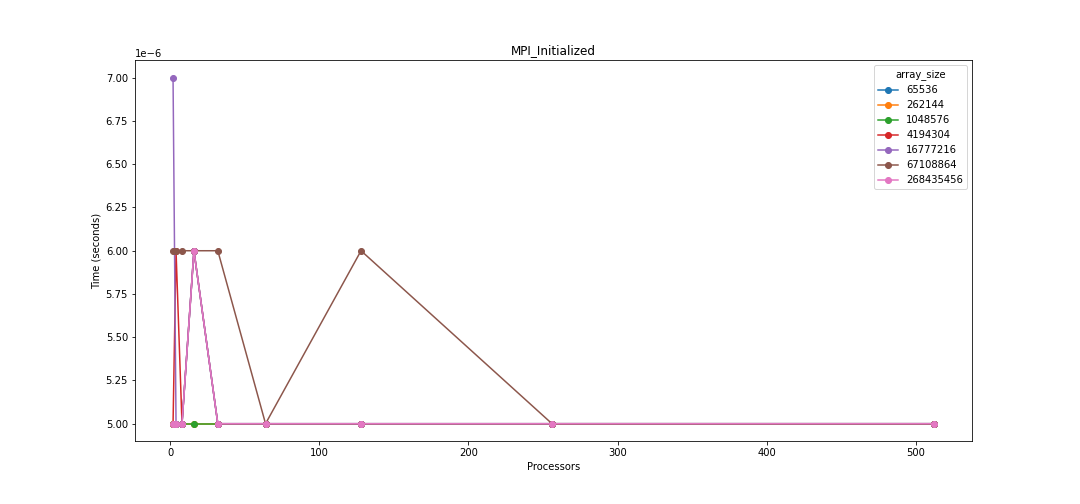 MPI_Initialized
1e−6
Time (seconds)
7.00
6.75
6.50
6.25
6.00
5.75
5.50
5.25
5.00
0 100 200 300 400 500
Processors
array_size
65536
262144
1048576
4194304
16777216
67108864
268435456